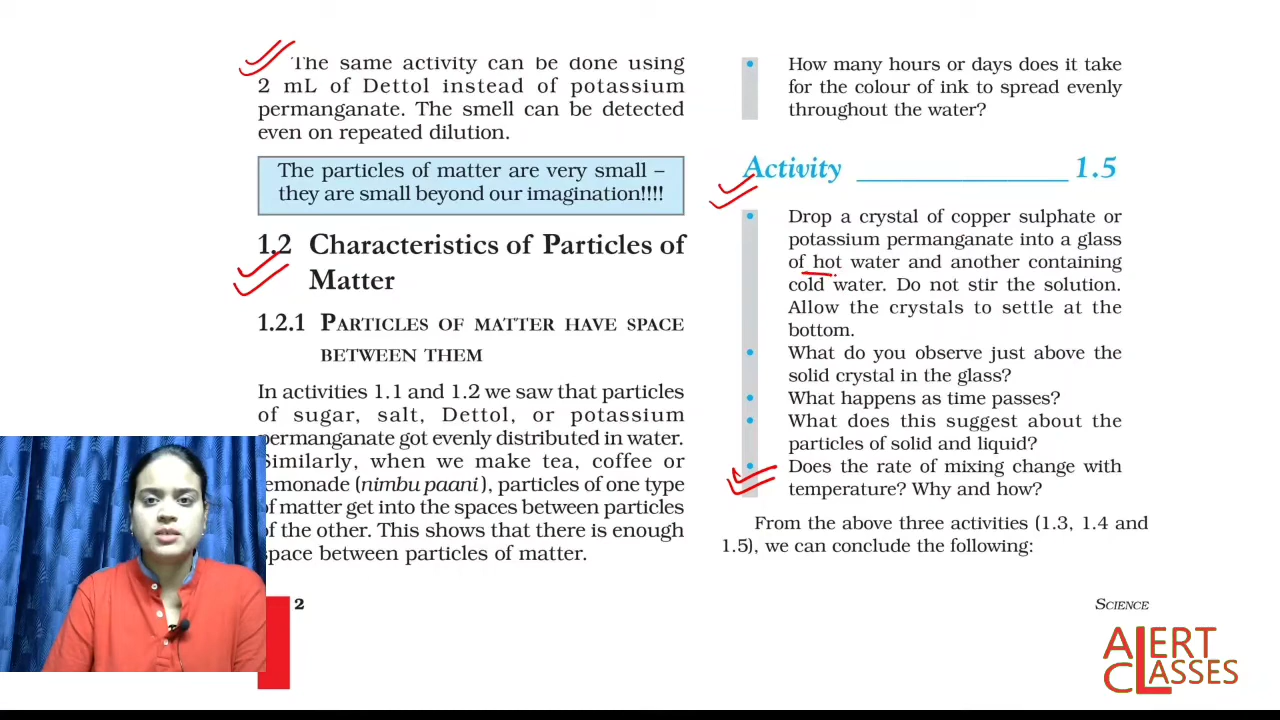 The same activity can be done using
2 mL of Dettol instead of potassium
permanganate. The smell can be detected
even on repeated dilution.
The particles of matter are very small –
they are small beyond our imagination!!!!
1.2 Characteristics of Particles of
Matter
1.2.1 PARTICLES OF MATTER HAVE SPACE
BETWEEN THEM
In activities 1.1 and 1.2 we saw that particles
of sugar, salt, Dettol, or potassium
permanganate got evenly distributed in water.
Similarly, when we make tea, coffee or
lemonade (nimbu paani), particles of one type
of matter get into the spaces between particles
of the other. This shows that there is enough
space between particles of matter.
2
How many hours or days does it take
for the colour of ink to spread evenly
throughout the water?
Activity 1.5
Drop a crystal of copper sulphate or
potassium permanganate into a glass
of hot water and another containing
cold water. Do not stir the solution.
Allow the crystals to settle at the
bottom.
What do you observe just above the
solid crystal in the glass?
What happens as time passes?
What does this suggest about the
particles of solid and liquid?
Does the rate of mixing change with
temperature? Why and how?
From the above three activities (1.3, 1.4 and
1.5), we can conclude the following:
SCIENCE
ALERT
CLASSES